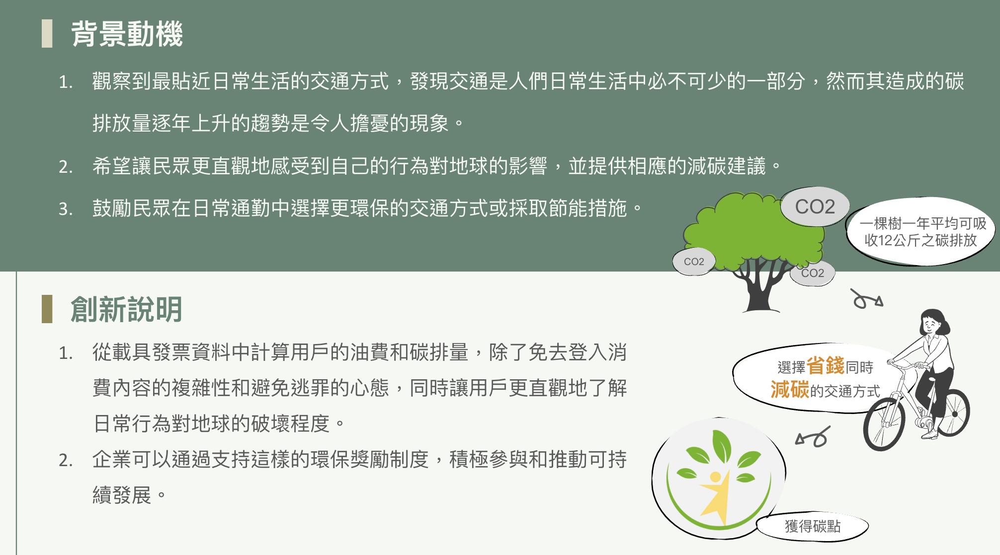 背景動機
1. 觀察到最貼近日常生活的交通方式，發現交通是人們日常生活中必不可少的一部分，然而其造成的碳
排放量逐年上升的趨勢是令人擔憂的現象。
2. 希望讓民眾更直觀地感受到自己的行為對地球的影響，並提供相應的減碳建議。
3. 鼓勵民眾在日常通勤中選擇更環保的交通方式或採取節能措施。
CO2
一棵樹一年平均可吸
收12公斤之碳排放
CO2
CO2
創新說明
1. 從載具發票資料中計算用戶的油費和碳排量，除了免去登入消
費內容的複雜性和避免逃罪的心態，同時讓用戶更直觀地了解
日常行為對地球的破壞程度。
2. 企業可以通過支持這樣的環保獎勵制度，積極參與和推動可持
續發展。
選擇省錢同時
減碳的交通方式
獲得碳點